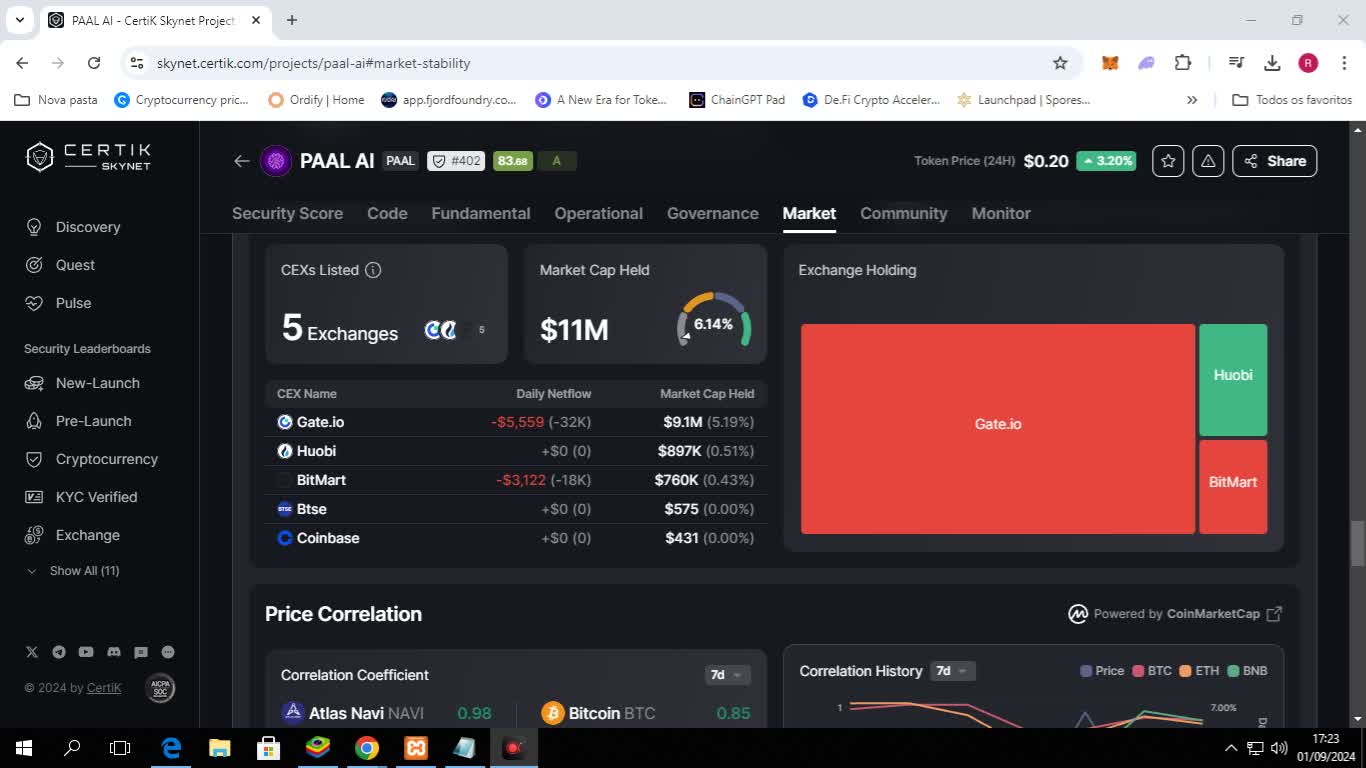 PAAL AI - CertiK Skynet Project
skynet.certik.com/projects/paal-ai#market-stability
R
Nova pasta
Cryptocurrency pric...
Ordify | Home
app.fjordfoundry.co...
A New Era for Toke...
ChainGPT Pad
De.Fi Crypto Acceler...
Launchpad | Spores...
Todos os favoritos
CERTIK
SKYNET
PAAL AI PAAL #402 83.68 A
Token Price (24H) $0.20 3.20%
Share
Security Score Code Fundamental Operational Governance Market Community Monitor
Discovery
Quest
Pulse
Security Leaderboards
New-Launch
Pre-Launch
Cryptocurrency
KYC Verified
Exchange
Show All (11)
© 2024 by CertiK
AICPA
SOC
CEXs Listed
5 Exchanges
5
Market Cap Held
$11M
6.14%
CEX Name Daily Netflow Market Cap Held
Gate.io -$5,559 (-32K) $9.1M (5.19%)
Huobi +$0 (0) $897K (0.51%)
BitMart -$3,122 (-18K) $760K (0.43%)
BTSE Btse +$0 (0) $575 (0.00%)
Coinbase +$0 (0) $431 (0.00%)
Exchange Holding
Gate.io
Huobi
BitMart
Price Correlation
Powered by CoinMarketCap
Correlation Coefficient 7d
Atlas Navi NAVI 0.98
Bitcoin BTC 0.85
Correlation History 7d
Price BTC ETH BNB
1
7.00%
17:23
01/09/2024